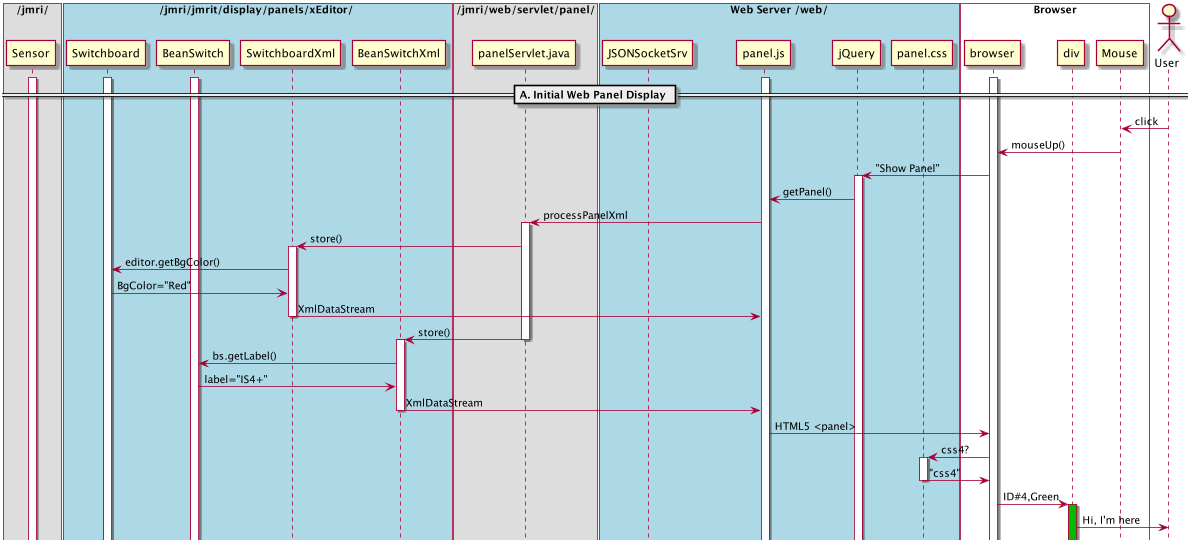 /jmri/
/jmri/jmrit/display/panels/xEditor/
/jmri/web/servlet/panel/
Web Server /web/
Browser
Sensor
Switchboard
BeanSwitch
SwitchboardXml
BeanSwitchXml
panelServlet.java
JSONSocketSrv
panel.js
jQuery
panel.css
browser
div
Mouse
User
A. Initial Web Panel Display
click
mouseUp()
"Show Panel"
getPanel()
processPanelXml
store()
editor.getBgColor()
BgColor="Red"
XmlDataStream
store()
bs.getLabel()
label="IS4+"
XmlDataStream
HTML5 <panel>
css4?
"css4"
ID#4,Green
Hi, I'm here